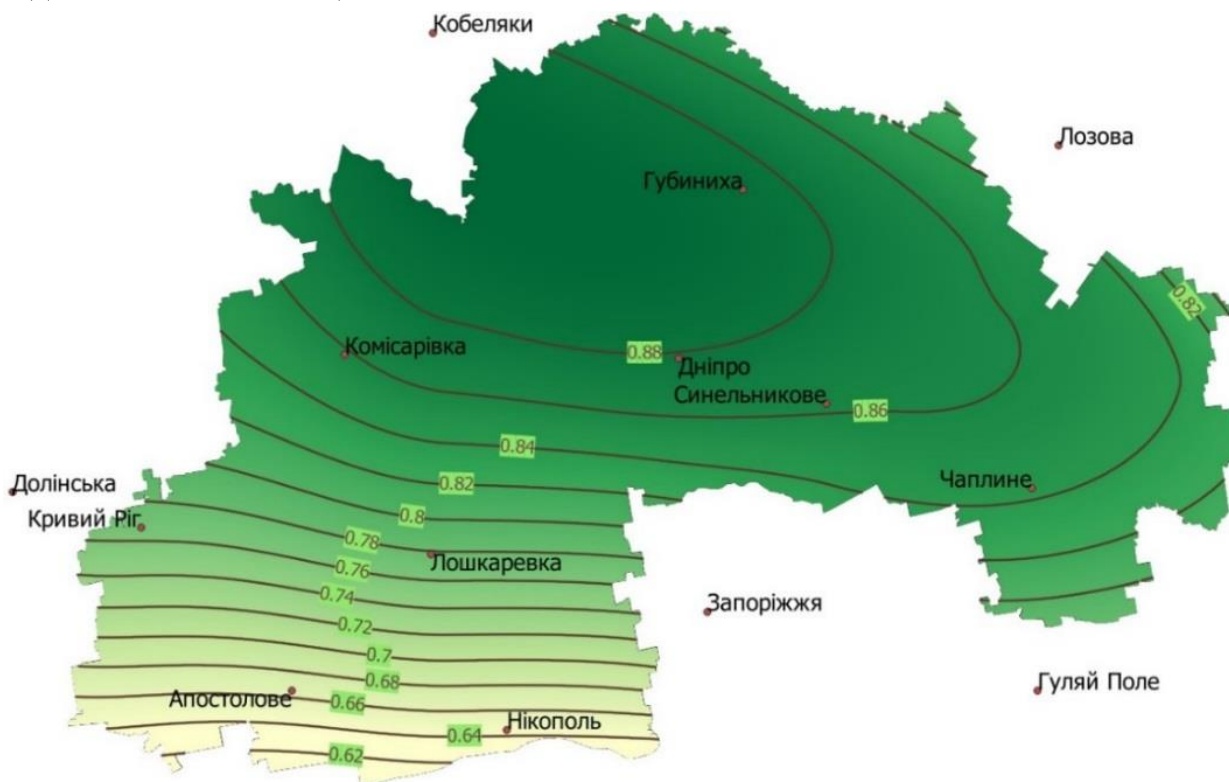 Кобеляки
Лозова
Губиниха
0.82
Комісарівка
0.88
Дніпро
Синельникове
0.86
0.84
Чаплине
0.82
Долінська
0.8
Кривий Ріг
0.78
Лошкаревка
0.76
0.74
Запоріжжя
0.72
0.7
0.68
Гуляй Поле
Апостолове
0.66
Нікополь
0.64
0.62